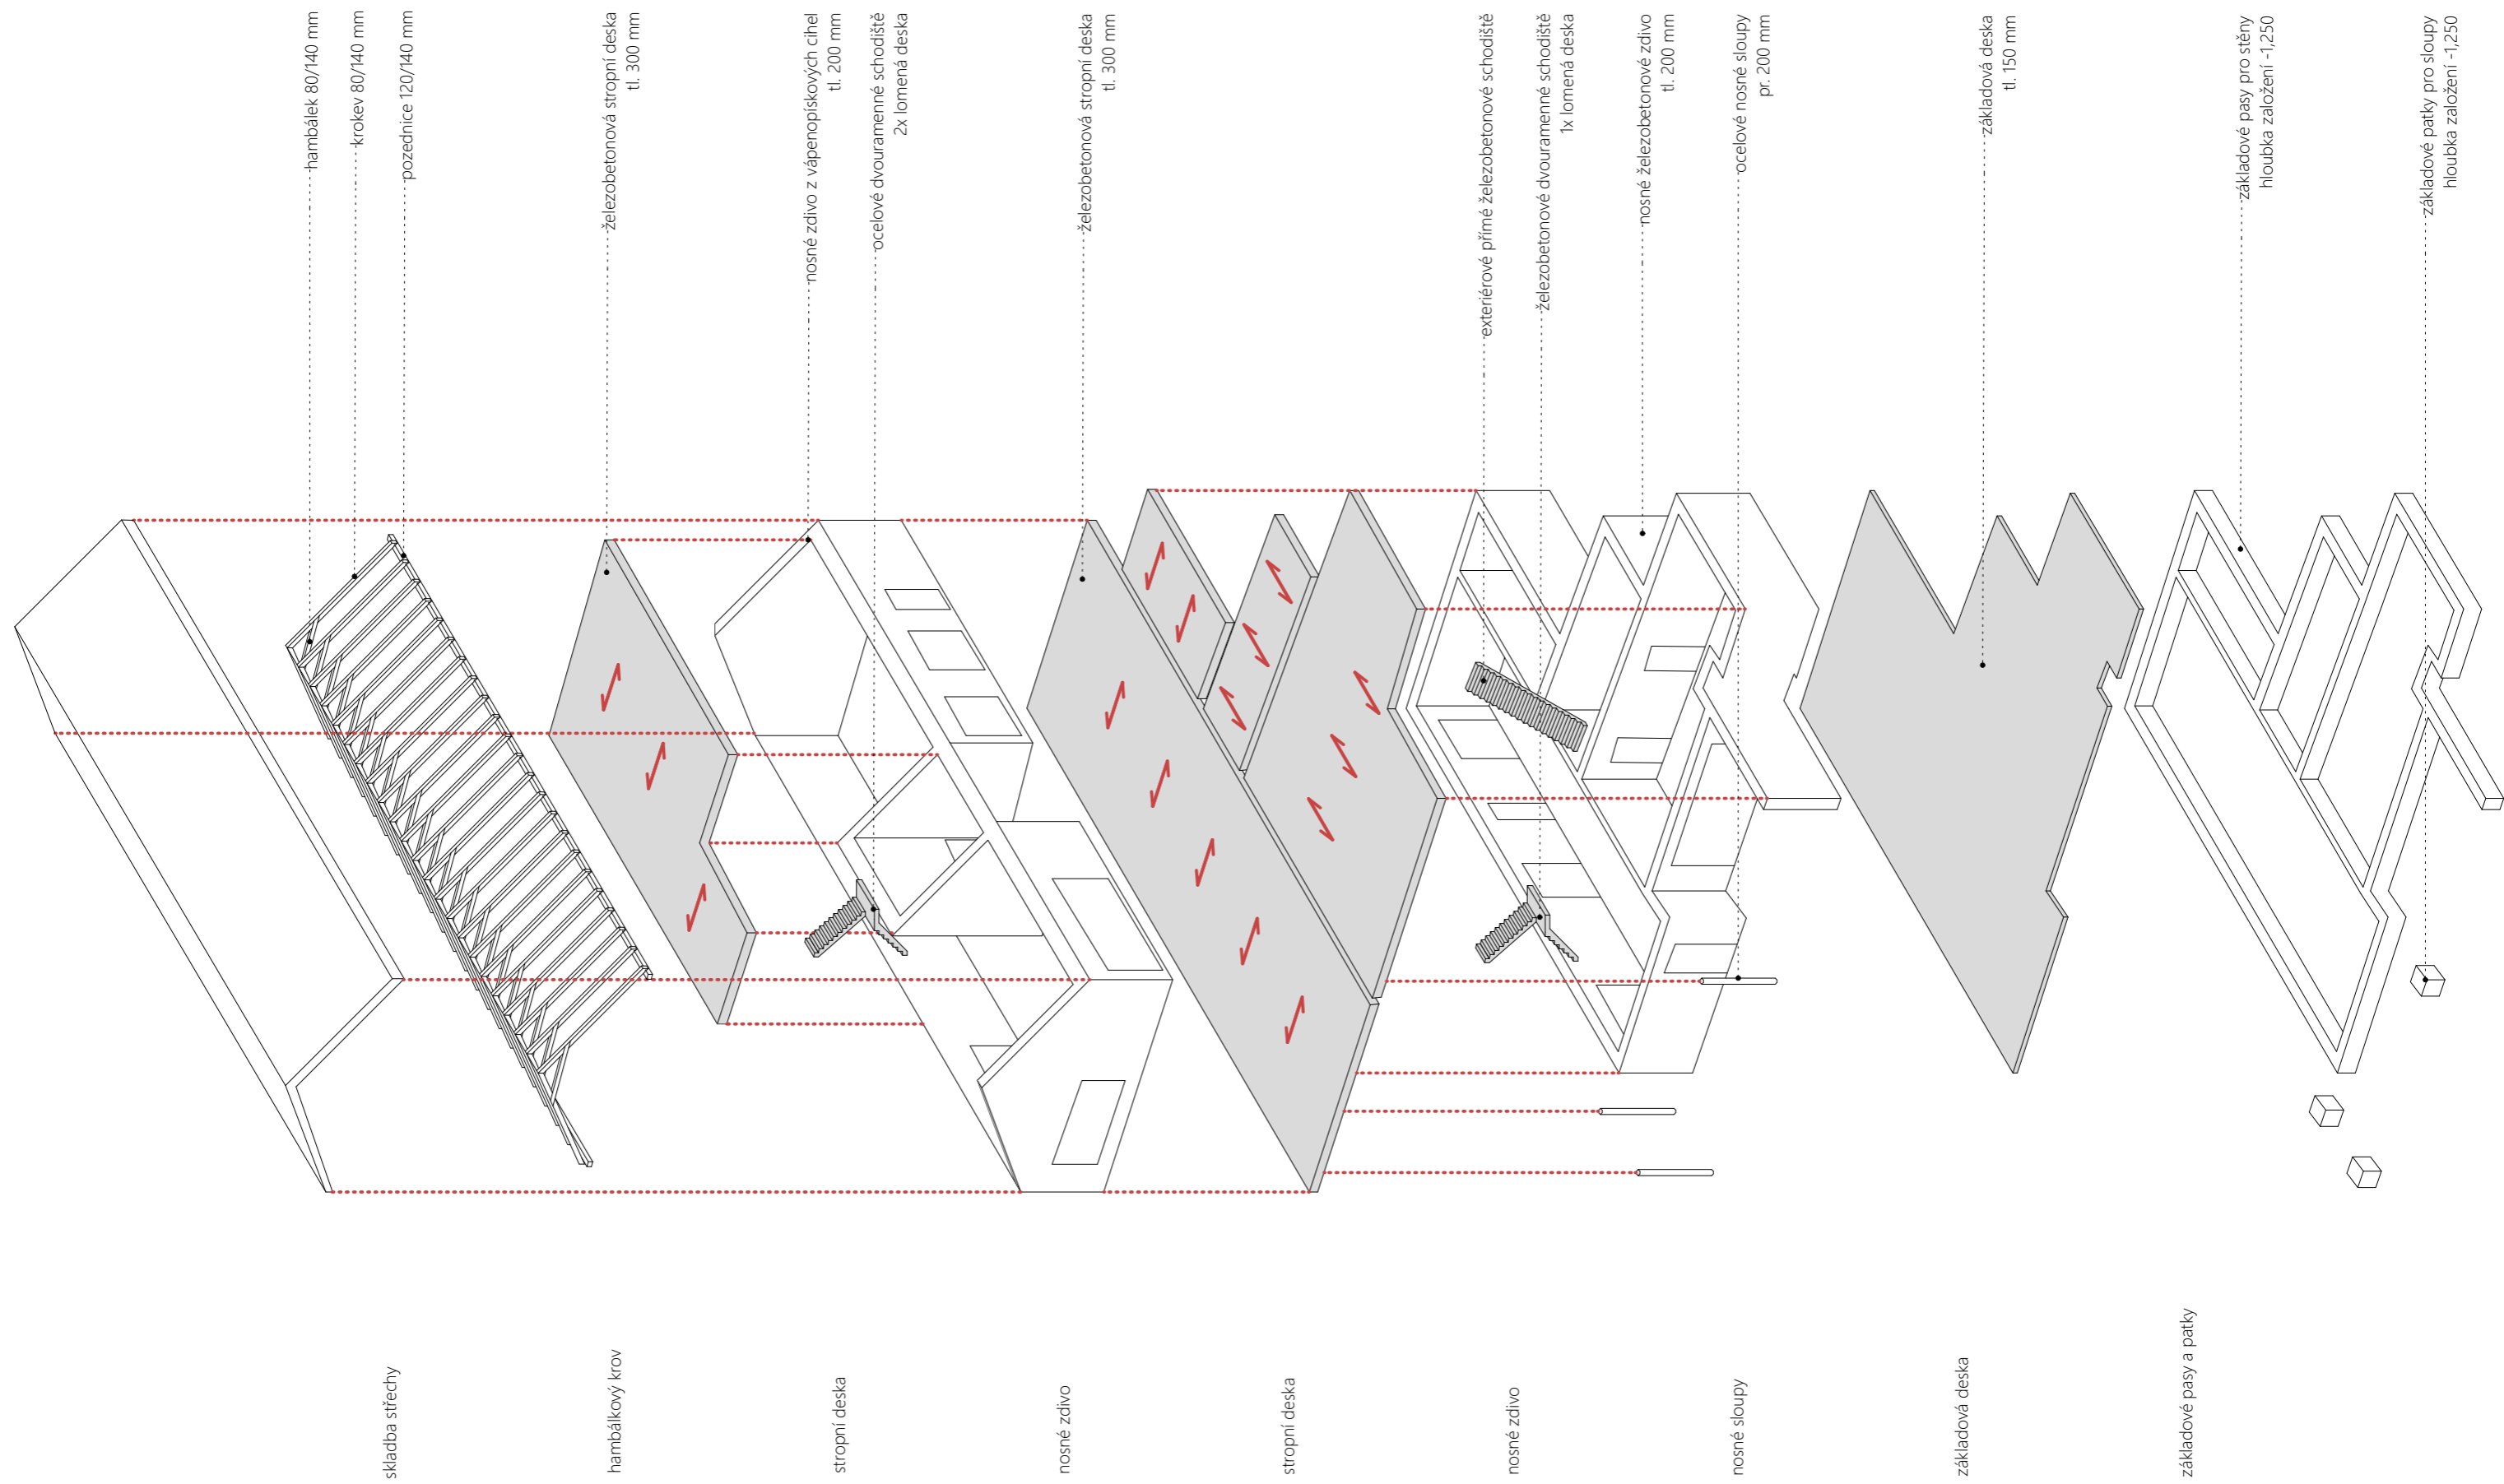 hambálek 80/140 mm
krokev 80/140 mm
pozednice 120/140 mm
železobetonová stropní deska
tl. 300 mm
nosné zdivo z vápenopískových cihel
tl. 200 mm
ocelové dvouramenné schodiště
2x lomená deska
železobetonová stropní deska
tl. 300 mm
exteriérové přímé železobetonové schodiště
železobetonové dvouramenné schodiště
1x lomená deska
nosné železobetonové zdivo
tl. 200 mm
ocelové nosné sloupy
pr. 200 mm
základová deska
tl. 150 mm
základové pasy pro stěny
hloubka založení -1,250
základové patky pro sloupy
hloubka založení -1,250
skladba střechy
hambálkový krov
stropní deska
nosné zdivo
stropní deska
nosné zdivo
nosné sloupy
základová deska
základové pasy a patky